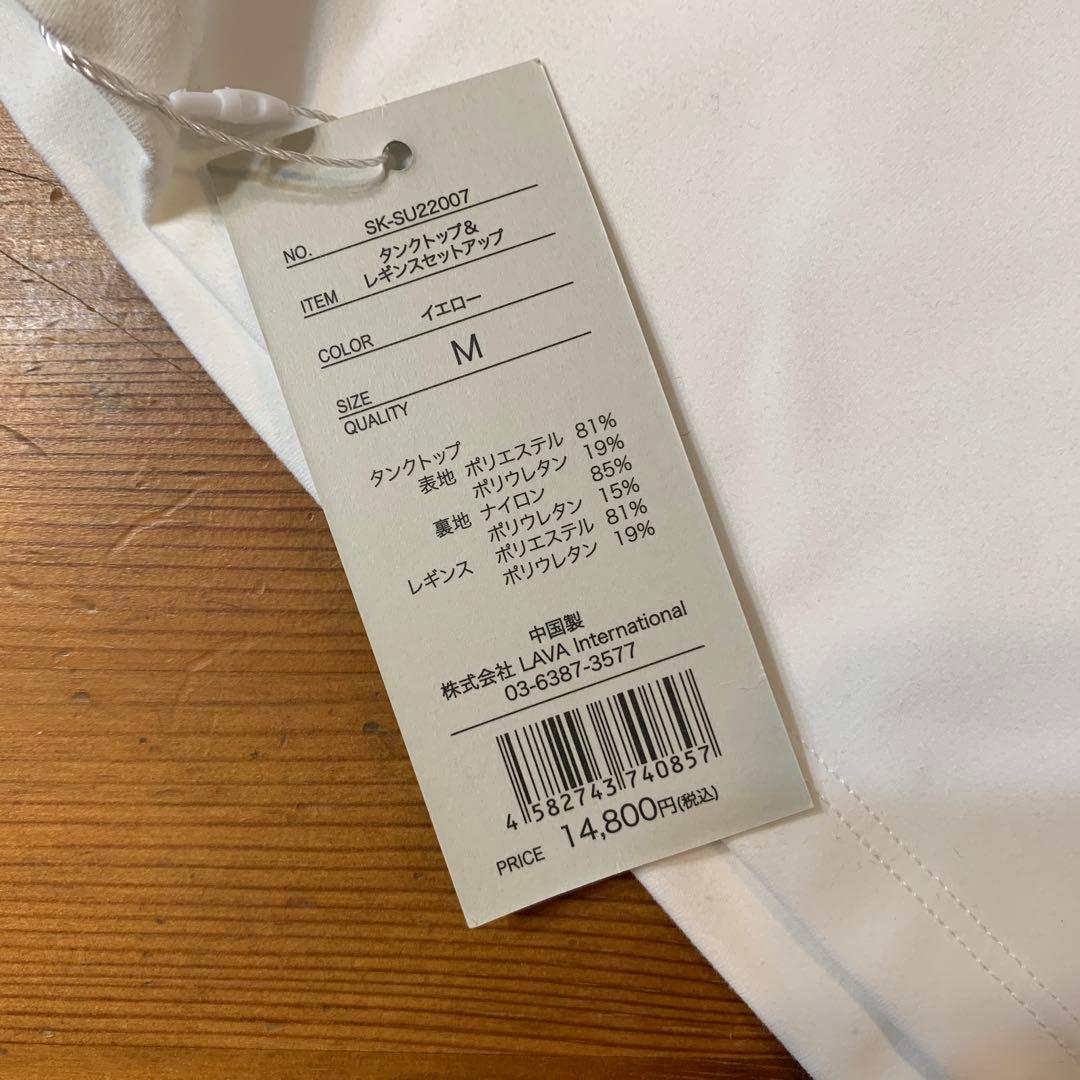 NO. SK-SU22007
ITEM タンクトップ&
レギンスセットアップ
COLOR イエロー
SIZE M
QUALITY
タンクトップ
表地 ポリエステル 81%
ポリウレタン 19%
裏地 ナイロン 85%
ポリウレタン 15%
レギンス ポリエステル 81%
ポリウレタン 19%
中国製
株式会社 LAVA International
03-6387-3577
4 582743 740857
PRICE 14,800円(税込)